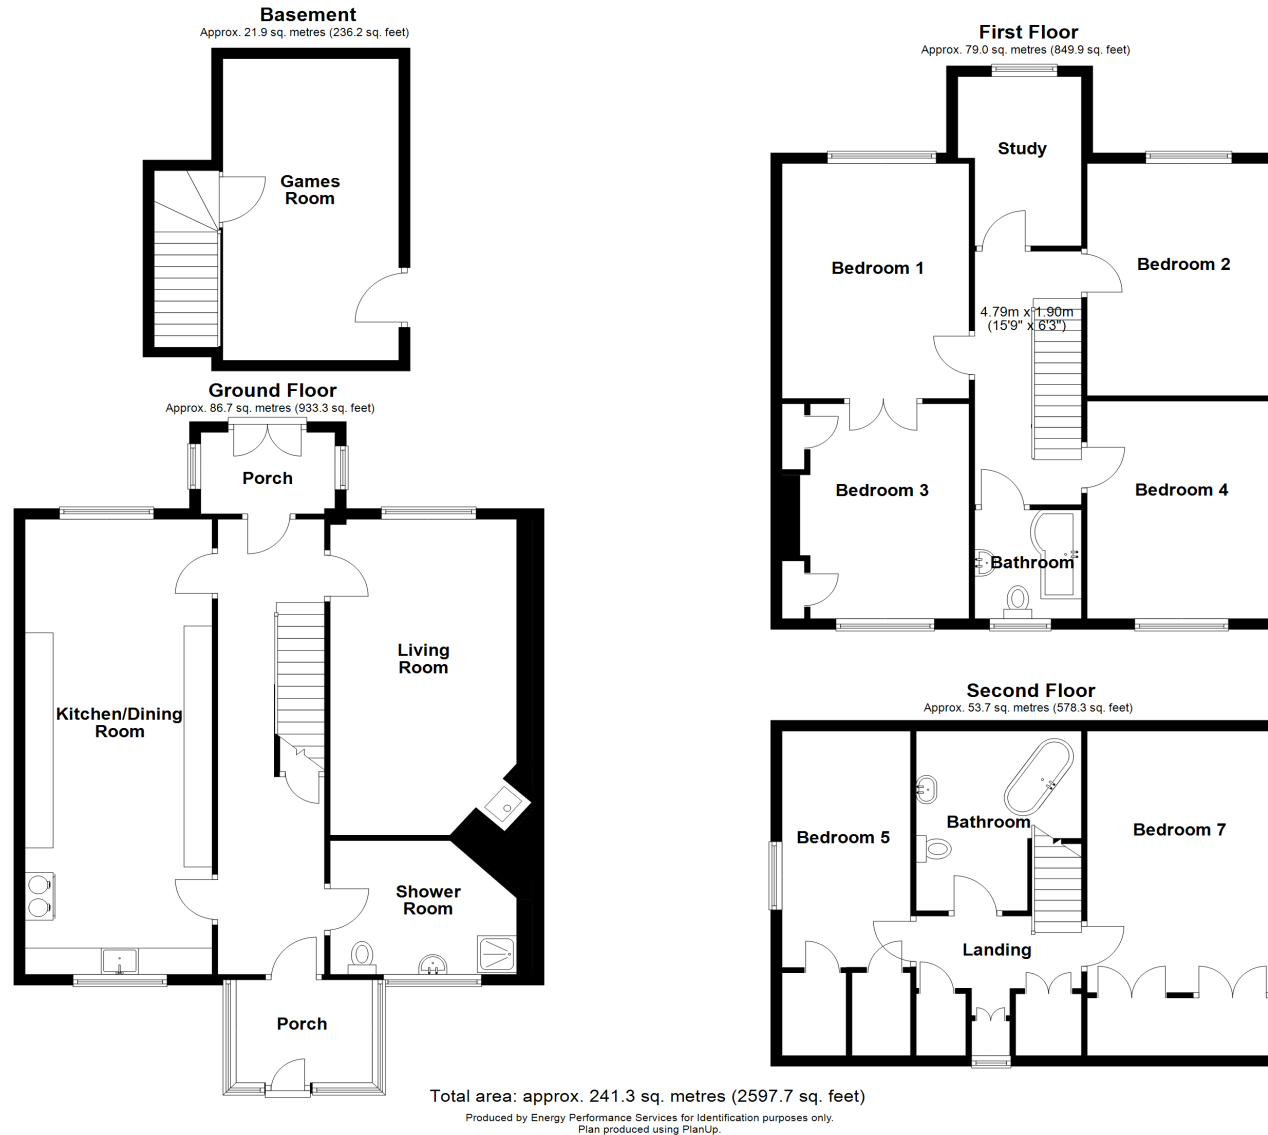 Basement
Approx. 21.9 sq. metres (236.2 sq. feet)
Games
Room
Ground Floor
Approx. 86.7 sq. metres (933.3 sq. feet)
Porch
Kitchen/Dining
Room
Living
Room
Shower
Room
Porch
First Floor
Approx. 79.0 sq. metres (849.9 sq. feet)
Study
Bedroom 1
Bedroom 2
4.79m x 1.90m
(15'9" x 6'3")
Bedroom 3
Bedroom 4
Bathroom
Second Floor
Approx. 53.7 sq. metres (578.3 sq. feet)
Bedroom 5
Bathroom
Bedroom 7
Landing
Total area: approx. 241.3 sq. metres (2597.7 sq. feet)
Produced by Energy Performance Services for Identification purposes only.
Plan produced using PlanUp.